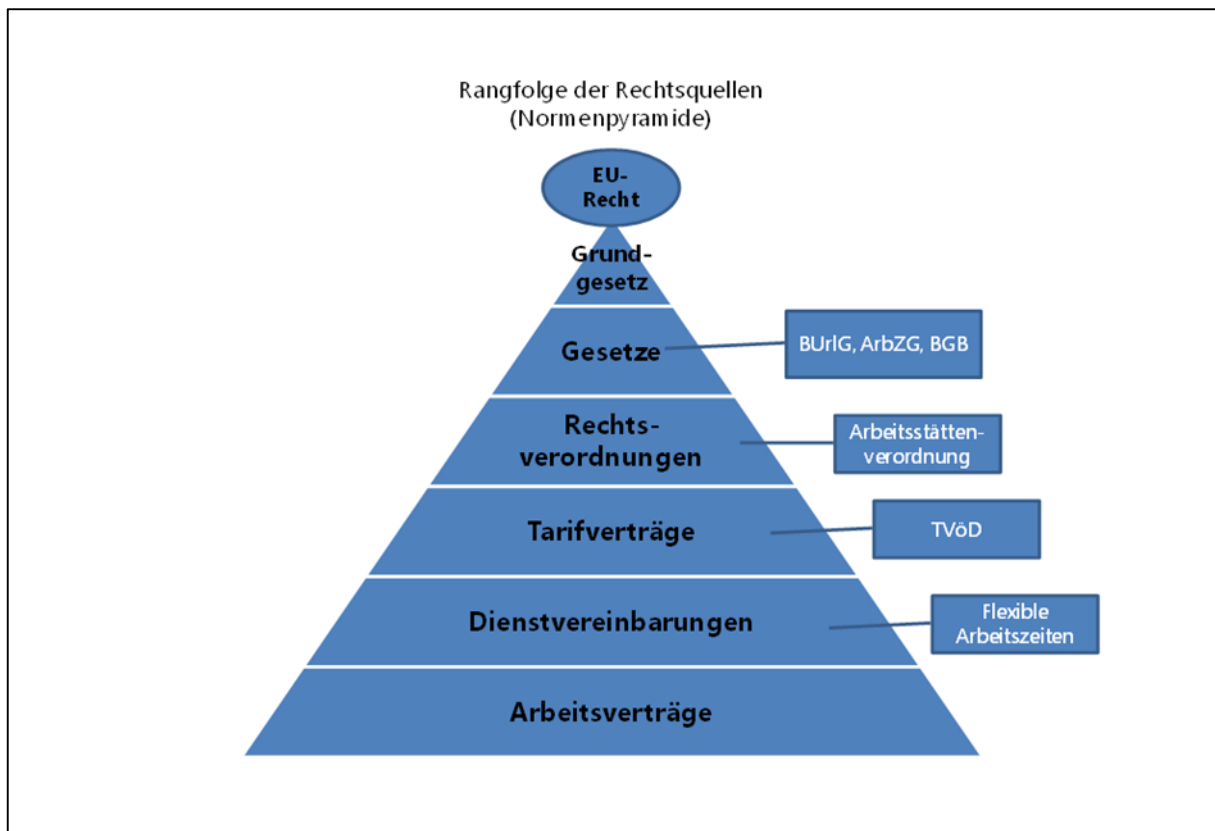 Rangfolge der Rechtsquellen
(Normenpyramide)
EU-
Recht
Grund-
gesetz
Gesetze
BUrlG, ArbZG, BGB
Rechts-
verordnungen
Arbeitsstätten-
verordnung
Tarifverträge
TVöD
Dienstvereinbarungen
Flexible
Arbeitszeiten
Arbeitsverträge